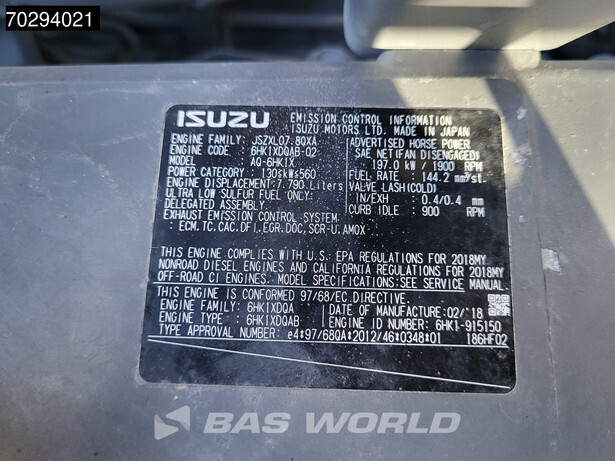 70294021
ISUZU EMISSION CONTROL INFORMATION
ISUZU MOTORS LTD. MADE IN JAPAN
ENGINE FAMILY: JSZXL07.8QXA
ENGINE CODE: 6HK1XDQAB-02
MODEL: AQ-6HK1X
POWER CATEGORY: 130≤kW≤560
ENGINE DISPLACEMENT: 7.790 Liters
ULTRA LOW SULFUR FUEL ONLY:
DELEGATED ASSEMBLY:
EXHAUST EMISSION CONTROL SYSTEM
: ECM,TC,CAC,DFI,EGR,DOC,SCR-U,AMOX
ADVERTISED HORSE POWER
SAE NET(FAN DISENGAGED)
197.0 kW / 1900 RPM
FUEL RATE : 144.2 mm³/st.
VALVE LASH(COLD)
IN/EXH : 0.4/0.4 mm
CURB IDLE : 900 RPM
THIS ENGINE COMPLIES WITH U.S. EPA REGULATIONS FOR 2018MY
NONROAD DIESEL ENGINES AND CALIFORNIA REGULATIONS FOR 2018MY
OFF-ROAD CI ENGINES. MODEL SPECIFICATIONS:SEE SERVICE MANUAL.
THIS ENGINE IS CONFORMED 97/68/EC DIRECTIVE.
ENGINE FAMILY : 6HK1XDQA DATE OF MANUFACTURE:02/'18
ENGINE TYPE : 6HK1XDQAB ENGINE ID NUMBER: 6HK1-915150
TYPE APPROVAL NUMBER: e4*97/68QA*2012/46*0348*01 186HF02
BAS WORLD